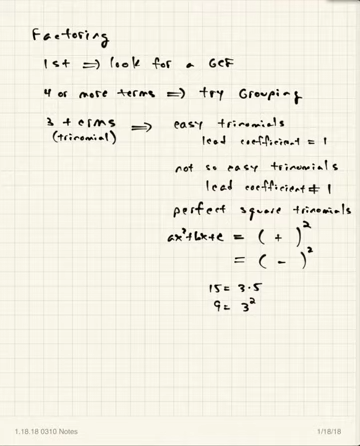 Factoring
1st => look for a GCF
4 or more terms => try Grouping
3 terms => easy trinomials
(trinomial) lead coefficient = 1
not so easy trinomials
lead coefficient ≠ 1
perfect square trinomials
ax²+bx+c = ( + )²
= ( - )²
15 = 3·5
9 = 3²
1.18.18 0310 Notes 1/18/18